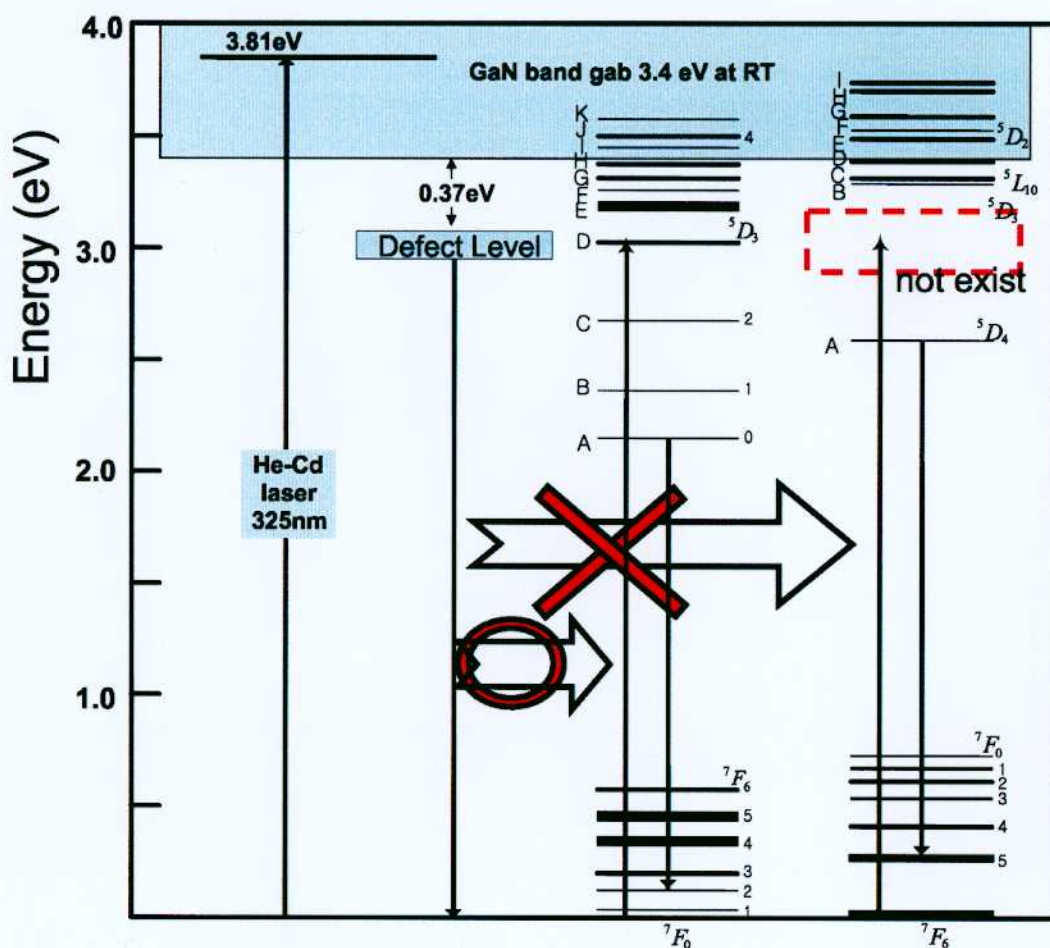 Energy (eV)
4.0
3.0
2.0
1.0
3.81eV
GaN band gab 3.4 eV at RT
0.37eV
Defect Level
He-Cd
laser
325nm
K
J
4
I
H
G
F
E
D
⁵D₃
C
2
B
1
A
0
⁷F₆
5
4
3
2
1
⁷F₀
I
H
G
F
⁵D₂
E
D
C
⁵L₁₀
B
⁵D₃
not exist
⁵D₄
A
⁷F₀
1
2
3
4
5
⁷F₆